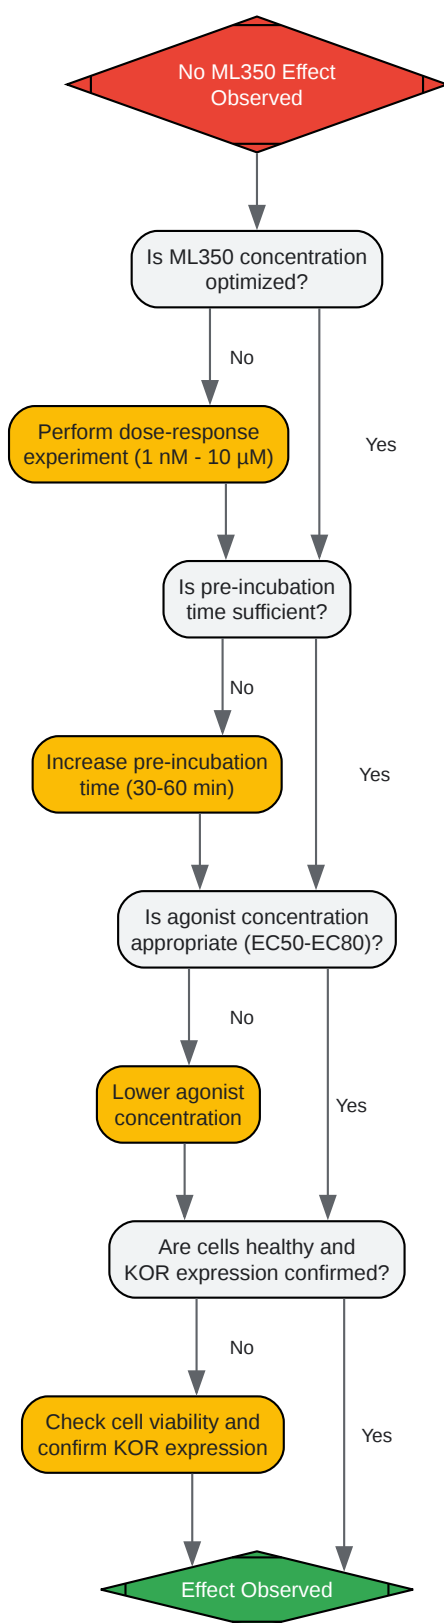 No ML350 Effect
Observed
Is ML350 concentration
optimized?
No
Yes
Perform dose-response
experiment (1 nM - 10 µM)
Is pre-incubation
time sufficient?
No
Yes
Increase pre-incubation
time (30-60 min)
Is agonist concentration
appropriate (EC50-EC80)?
No
Yes
Lower agonist
concentration
Are cells healthy and
KOR expression confirmed?
No
Yes
Check cell viability and
confirm KOR expression
Effect Observed